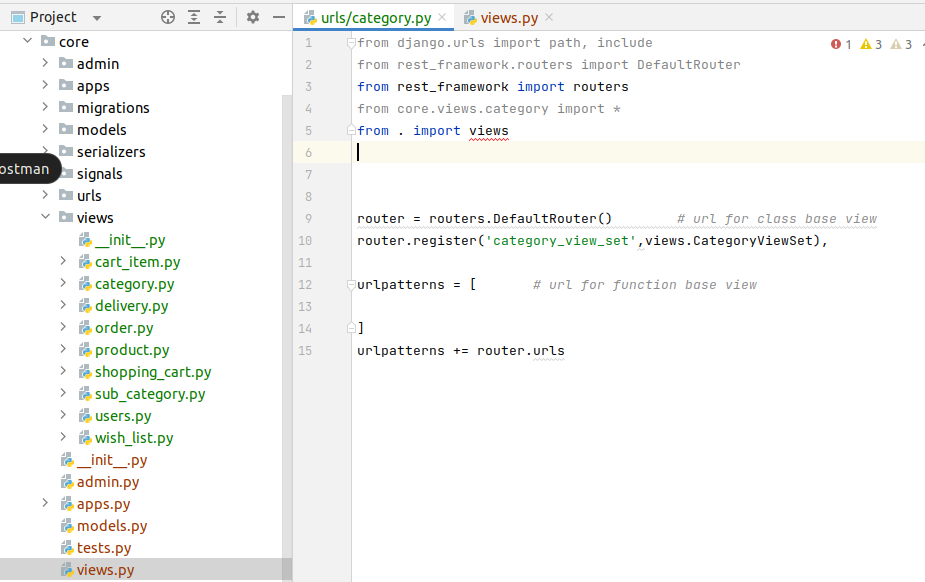 Project
urls/category.py
views.py
core
admin
apps
migrations
models
serializers
ostman
signals
urls
views
__init__.py
cart_item.py
category.py
delivery.py
order.py
product.py
shopping_cart.py
sub_category.py
users.py
wish_list.py
__init__.py
admin.py
apps.py
models.py
tests.py
views.py
1 from django.urls import path, include
1 3 3
2 from rest_framework.routers import DefaultRouter
3 from rest_framework import routers
4 from core.views.category import *
5 from . import views
6
7
8
9 router = routers.DefaultRouter()        # url for class base view
10 router.register('category_view_set',views.CategoryViewSet),
11
12 urlpatterns = [       # url for function base view
13
14 ]
15 urlpatterns += router.urls